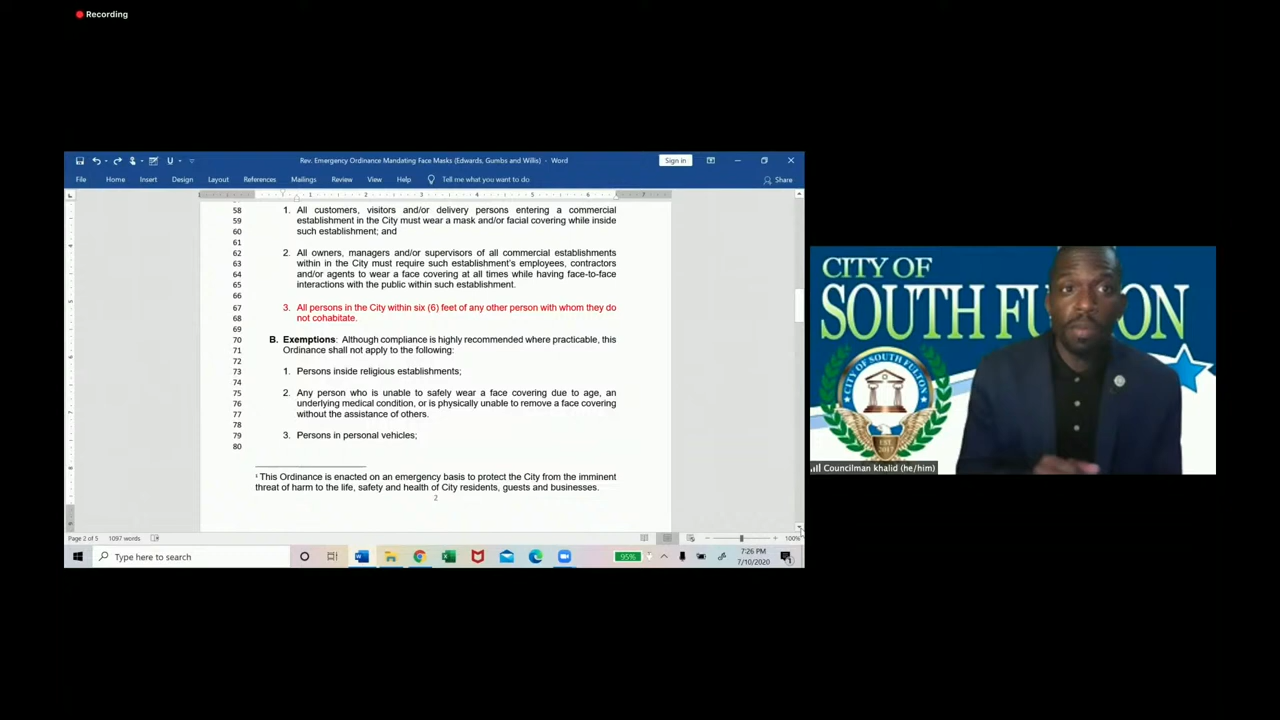 Recording
Rev. Emergency Ordinance Mandating Face Masks (Edwards, Gumbs and Willis) - Word
Sign in
File Home Insert Design Layout References Mailings Review View Help Tell me what you want to do Share
58 1. All customers, visitors and/or delivery persons entering a commercial
59 establishment in the City must wear a mask and/or facial covering while inside
60 such establishment; and
61
62 2. All owners, managers and/or supervisors of all commercial establishments
63 within in the City must require such establishment's employees, contractors
64 and/or agents to wear a face covering at all times while having face-to-face
65 interactions with the public within such establishment.
66
67 3. All persons in the City within six (6) feet of any other person with whom they do
68 not cohabitate.
69
70 B. Exemptions: Although compliance is highly recommended where practicable, this
71 Ordinance shall not apply to the following:
72
73 1. Persons inside religious establishments;
74
75 2. Any person who is unable to safely wear a face covering due to age, an
76 underlying medical condition, or is physically unable to remove a face covering
77 without the assistance of others.
78
79 3. Persons in personal vehicles;
80
1 This Ordinance is enacted on an emergency basis to protect the City from the imminent
threat of harm to the life, safety and health of City residents, guests and businesses.
2
Page 2 of 5 1097 words
100%
Type here to search
95%
7:26 PM
7/10/2020
CITY OF
SOUTH FULTON
CITY OF SOUTH FULTON
EST.
2017
Councilman khalid (he/him)